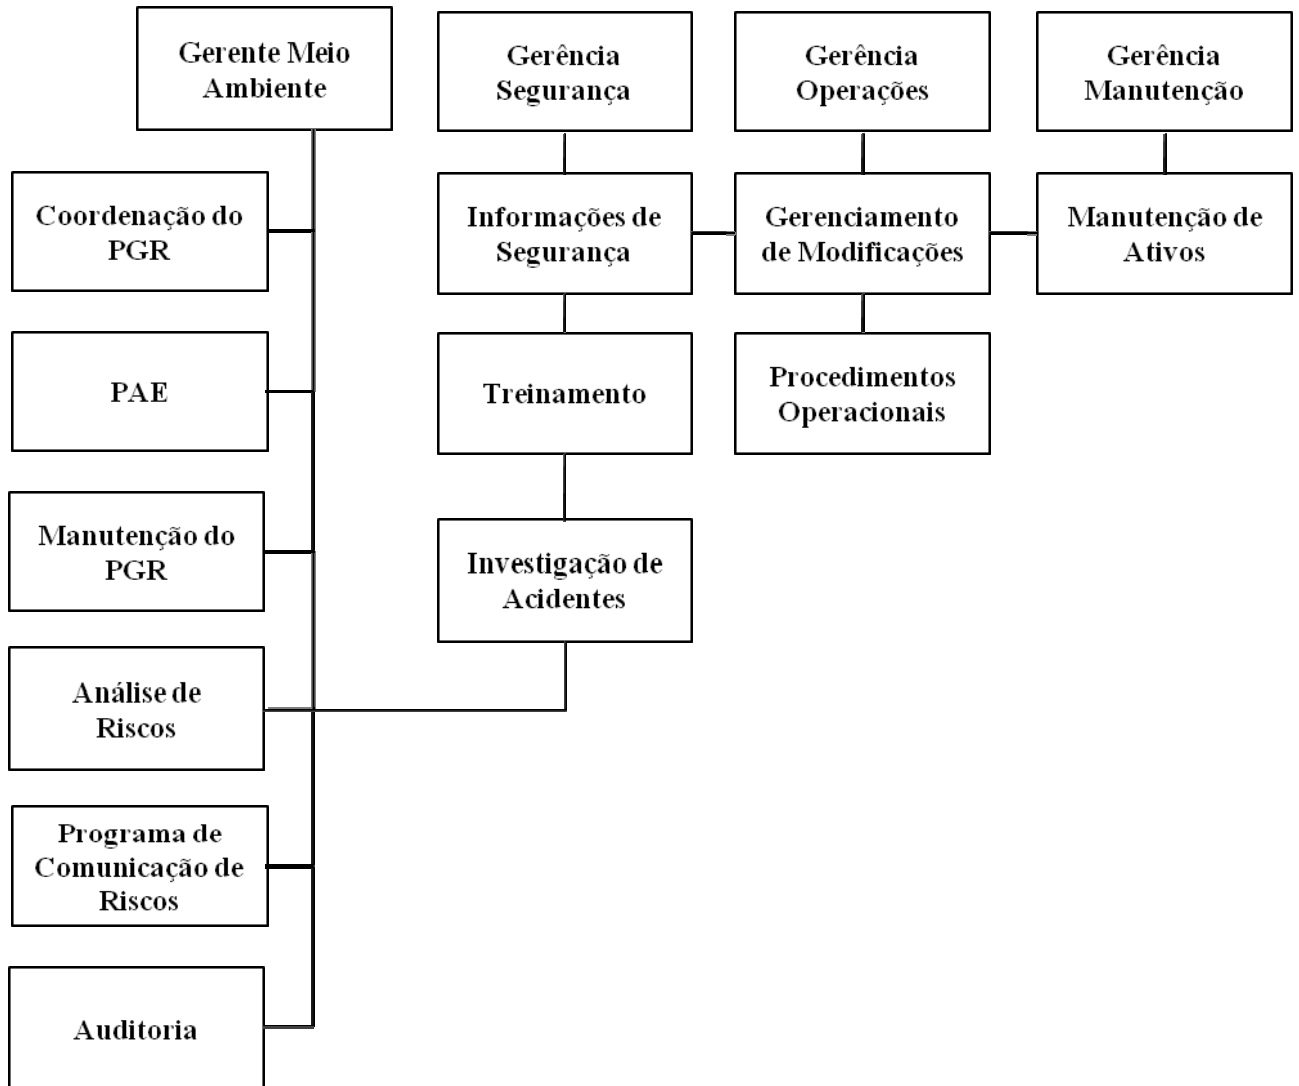 Gerente Meio
Ambiente
Gerência
Segurança
Gerência
Operações
Gerência
Manutenção
Coordenação do
PGR
Informações de
Segurança
Gerenciamento
de Modificações
Manutenção de
Ativos
PAE
Treinamento
Procedimentos
Operacionais
Manutenção do
PGR
Investigação de
Acidentes
Análise de
Riscos
Programa de
Comunicação de
Riscos
Auditoria